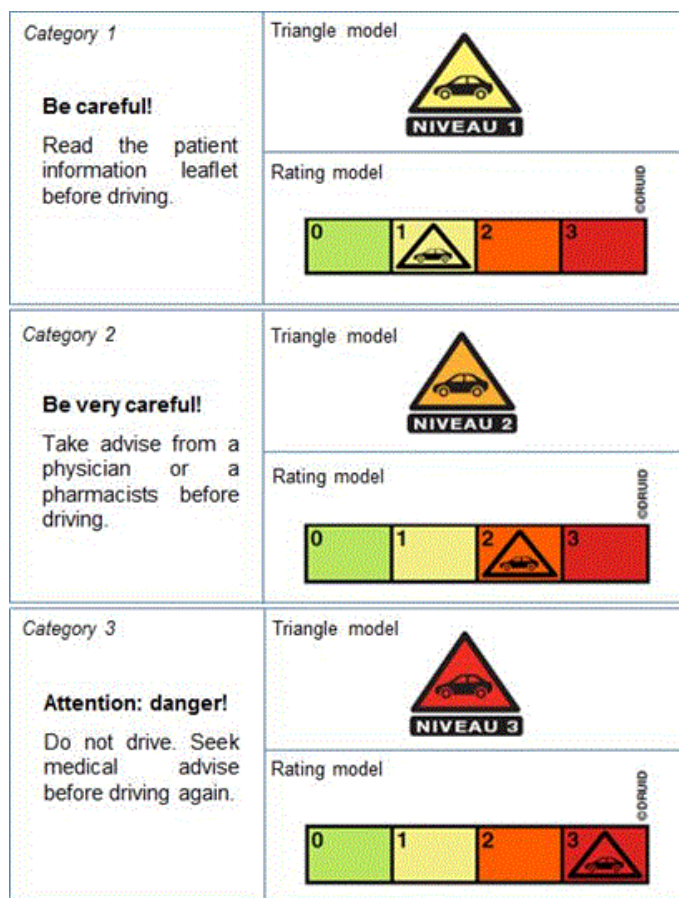 Category 1
Be careful!
Read the patient
information leaflet
before driving.
Triangle model
NIVEAU 1
Rating model
©DRUID
0 1 2 3
Category 2
Be very careful!
Take advise from a
physician or a
pharmacists before
driving.
Triangle model
NIVEAU 2
Rating model
©DRUID
0 1 2 3
Category 3
Attention: danger!
Do not drive. Seek
medical advise
before driving again.
Triangle model
NIVEAU 3
Rating model
©DRUID
0 1 2 3